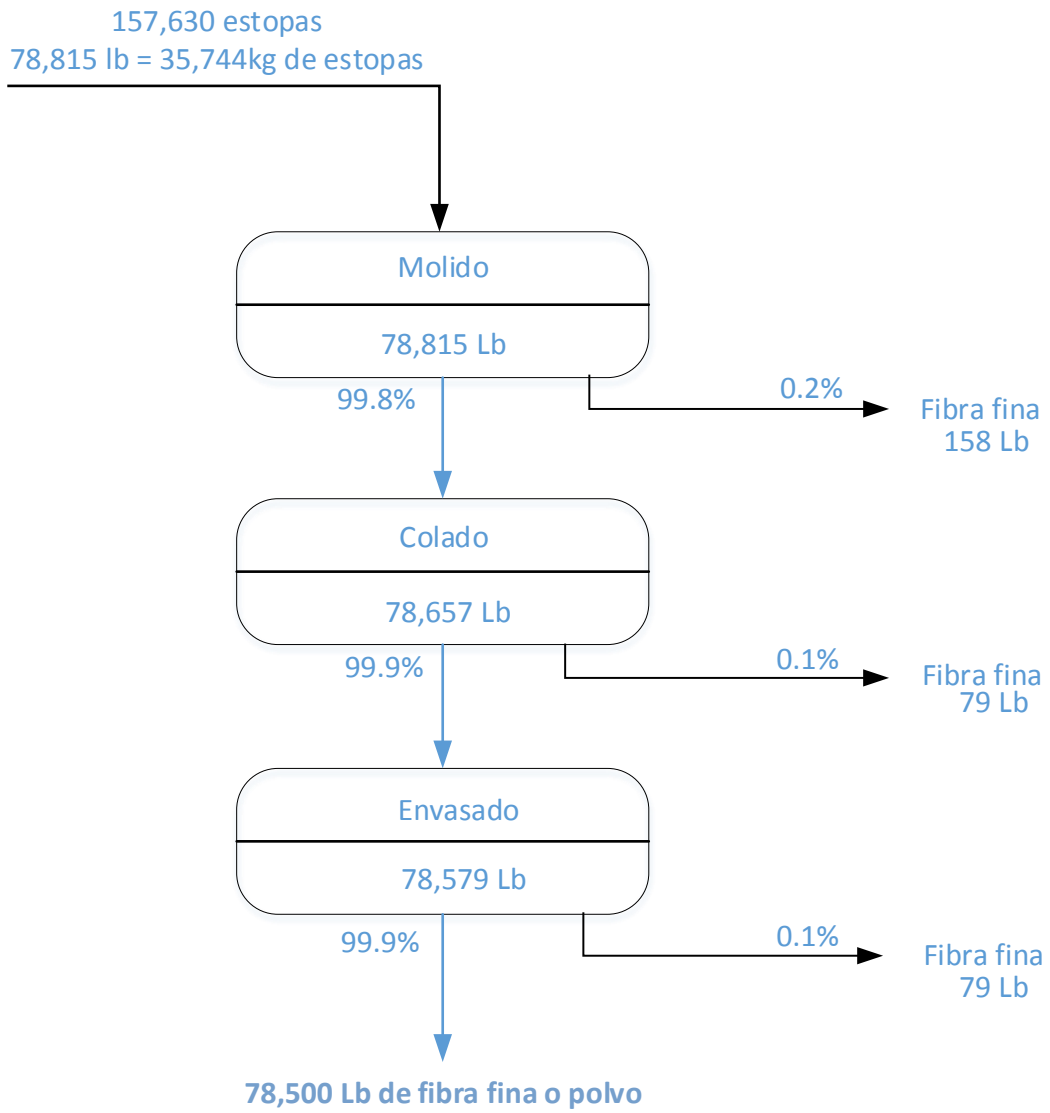 157,630 estopas
78,815 lb = 35,744kg de estopas
Molido
78,815 Lb
99.8%
0.2%
Fibra fina
158 Lb
Colado
78,657 Lb
99.9%
0.1%
Fibra fina
79 Lb
Envasado
78,579 Lb
99.9%
0.1%
Fibra fina
79 Lb
78,500 Lb de fibra fina o polvo